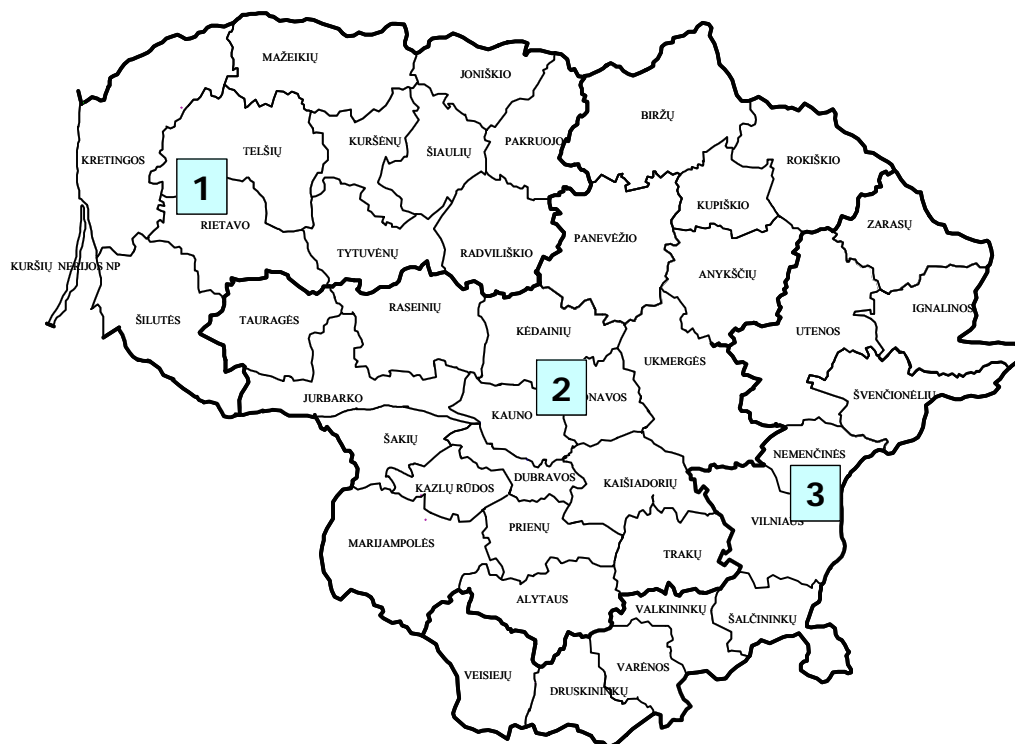 MAŽEIKIŲ
JONIŠKIO
BIRŽŲ
KURŠĖNŲ
ŠIAULIŲ
PAKRUOJO
TELŠIŲ
KRETINGOS
ROKIŠKIO
1
KUPIŠKIO
ZARASŲ
RIETAVO
TYTUVĖNŲ
RADVILIŠKIO
PANEVĖŽIO
KURŠIŲ NERIJOS NP
ANYKŠČIŲ
IGNALINOS
ŠILUTĖS
TAURAGĖS
RASEINIŲ
KĖDAINIŲ
UTENOS
UKMERGĖS
2
JURBARKO
KAUNO
NAVOS
ŠVENČIONĖLIŲ
ŠAKIŲ
NEMENČINĖS
DUBRAVOS
KAZLŲ RŪDOS
KAIŠIADORIŲ
3
VILNIAUS
PRIENŲ
MARIJAMPOLĖS
TRAKŲ
ALYTAUS
VALKININKŲ
ŠALČININKŲ
VEISIEJŲ
VARĖNOS
DRUSKININKŲ